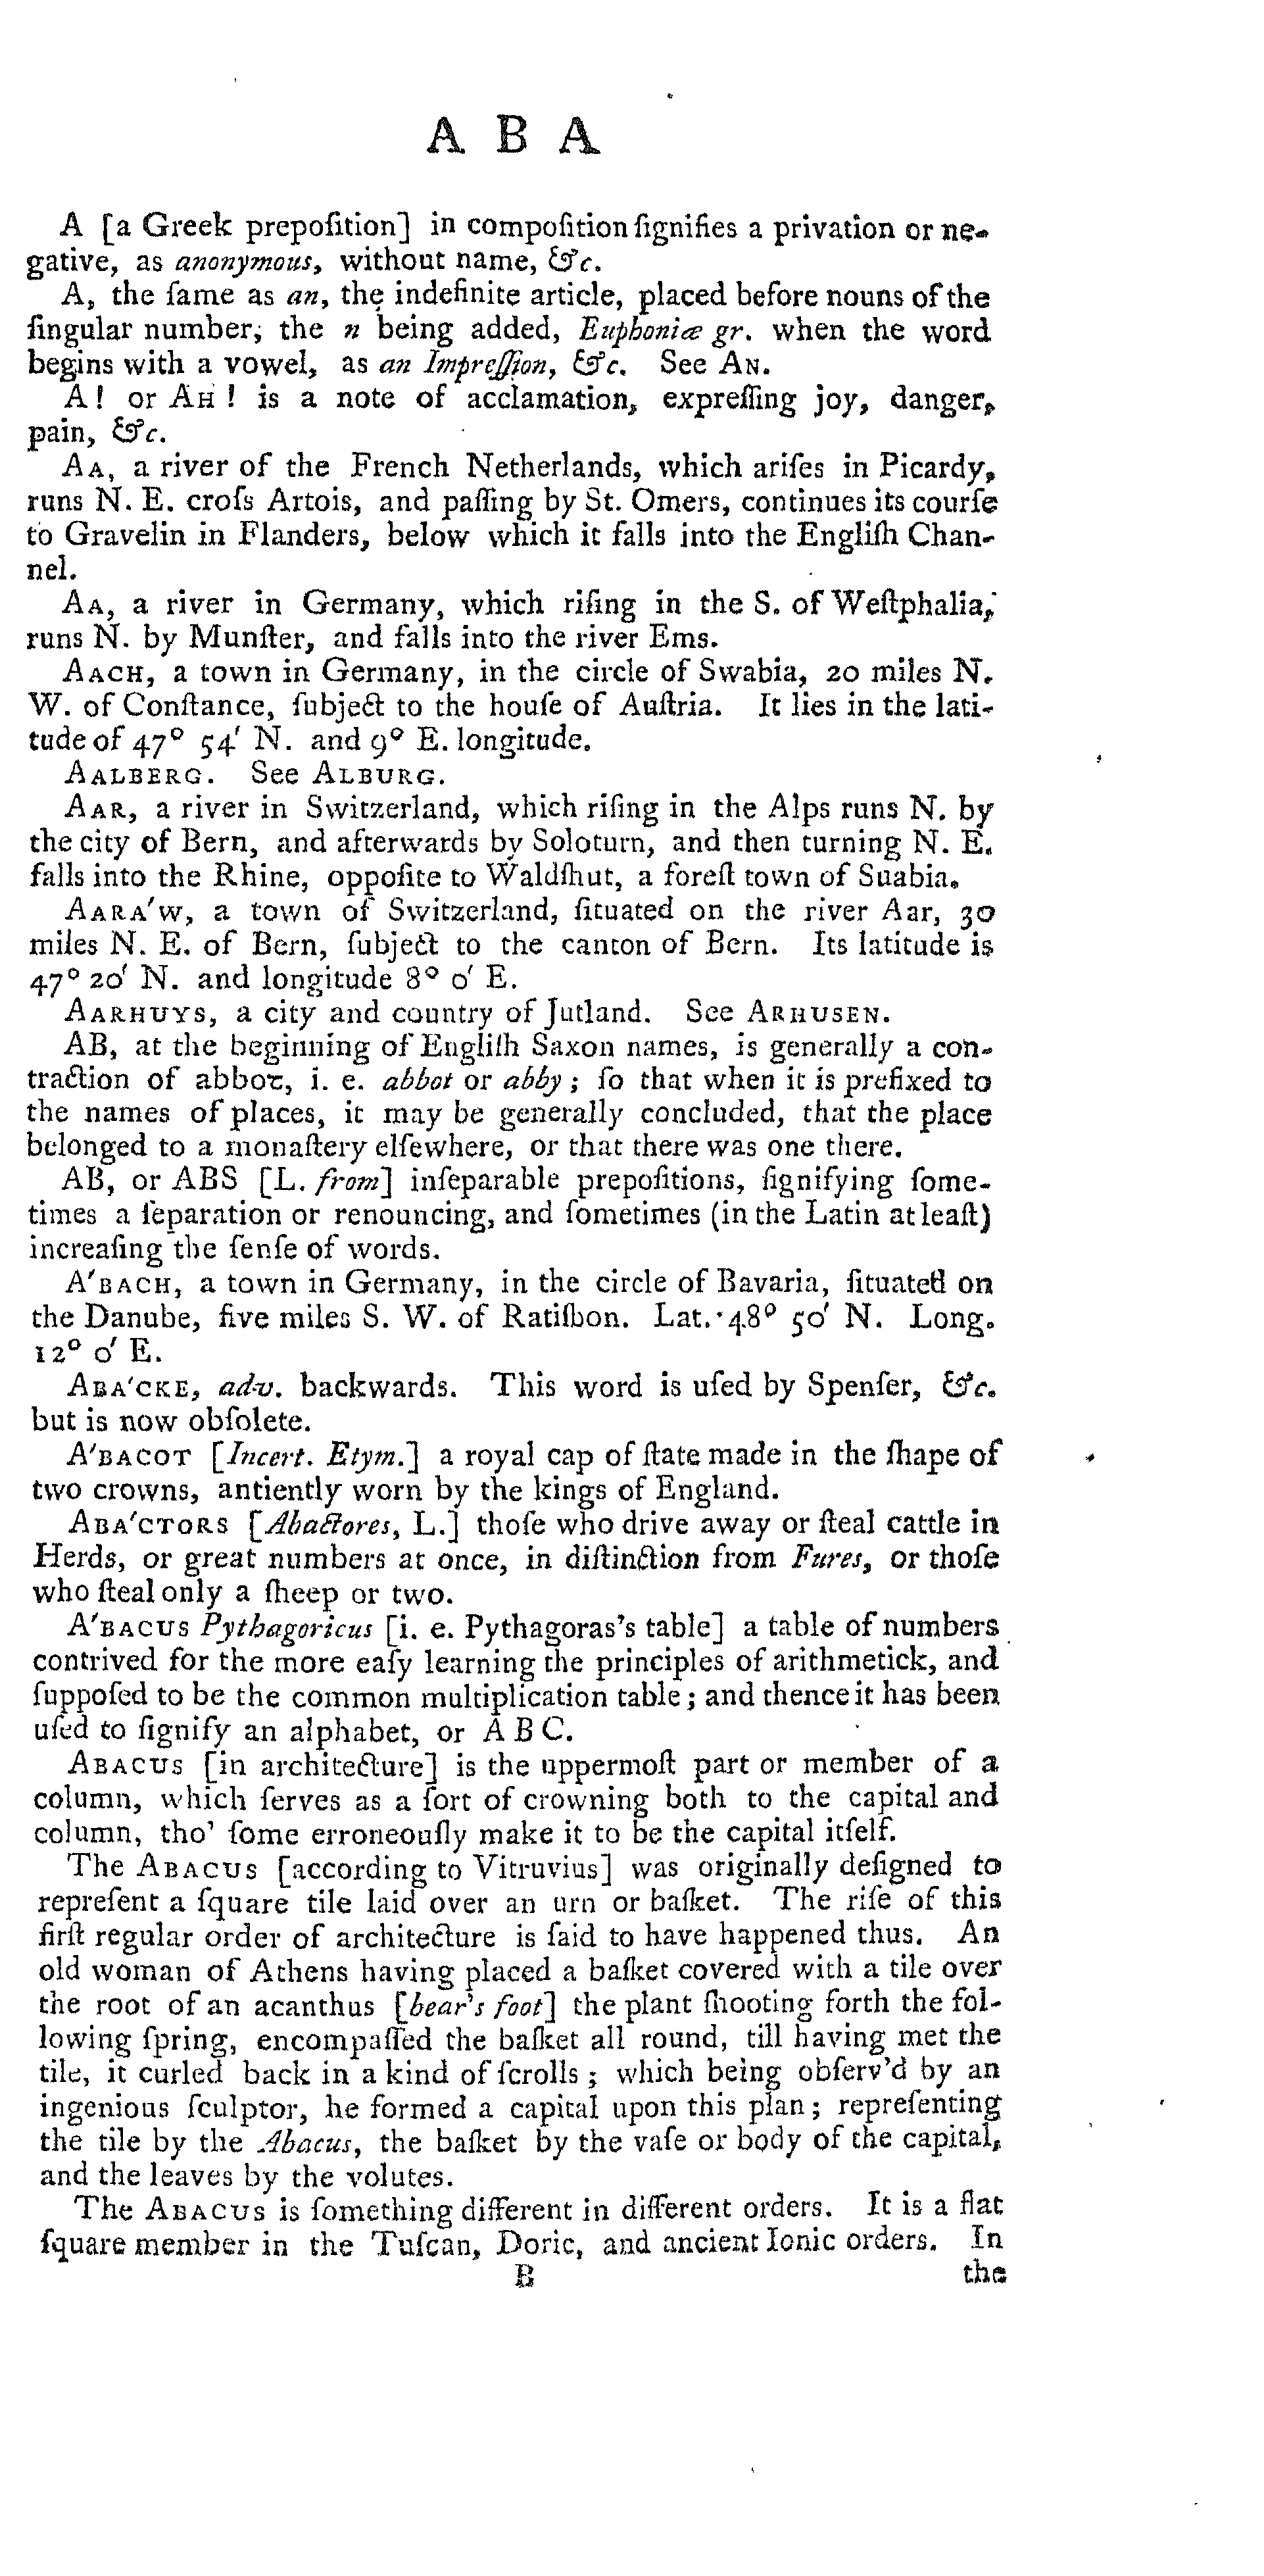 A B A
A [a Greek prepoſition] in compoſition ſignifies a privation or ne-
gative, as anonymous, without name, &c.
A, the ſame as an, the indefinite article, placed before nouns of the
ſingular number, the n being added, Euphoniæ gr. when the word
begins with a vowel, as an Impreſſion, &c. See AN.
A! or AH! is a note of acclamation, expreſſing joy, danger,
pain, &c.
AA, a river of the French Netherlands, which ariſes in Picardy,
runs N. E. croſs Artois, and paſſing by St. Omers, continues its courſe
to Gravelin in Flanders, below which it falls into the Engliſh Chan-
nel.
AA, a river in Germany, which riſing in the S. of Weſtphalia,
runs N. by Munſter, and falls into the river Ems.
AACH, a town in Germany, in the circle of Swabia, 20 miles N.
W. of Conſtance, ſubject to the houſe of Auſtria. It lies in the lati-
tude of 47° 54′ N. and 9° E. longitude.
AALBERG. See ALBURG.
AAR, a river in Switzerland, which riſing in the Alps runs N. by
the city of Bern, and afterwards by Soloturn, and then turning N. E.
falls into the Rhine, oppoſite to Waldſhut, a foreſt town of Suabia.
AARA'W, a town of Switzerland, ſituated on the river Aar, 30
miles N. E. of Bern, ſubject to the canton of Bern. Its latitude is
47° 20′ N. and longitude 8° 0′ E.
AARHUYS, a city and country of Jutland. See ARHUSEN.
AB, at the beginning of Engliſh Saxon names, is generally a con-
traction of abbot, i. e. abbot or abby; ſo that when it is prefixed to
the names of places, it may be generally concluded, that the place
belonged to a monaſtery elſewhere, or that there was one there.
AB, or ABS [L. from] inſeparable prepoſitions, ſignifying ſome-
times a ſeparation or renouncing, and ſometimes (in the Latin at leaſt)
increaſing the ſenſe of words.
A'BACH, a town in Germany, in the circle of Bavaria, ſituated on
the Danube, five miles S. W. of Ratiſbon. Lat. 48° 50′ N. Long.
12° 0′ E.
ABA'CKE, adv. backwards. This word is uſed by Spenſer, &c.
but is now obſolete.
A'BACOT [Incert. Etym.] a royal cap of ſtate made in the ſhape of
two crowns, antiently worn by the kings of England.
ABA'CTORS [Abactores, L.] thoſe who drive away or ſteal cattle in
Herds, or great numbers at once, in diſtinction from Fures, or thoſe
who ſteal only a ſheep or two.
A'BACUS Pythagoricus [i. e. Pythagoras's table] a table of numbers
contrived for the more eaſy learning the principles of arithmetick, and
ſuppoſed to be the common multiplication table; and thence it has been
uſed to ſignify an alphabet, or A B C.
ABACUS [in architecture] is the uppermoſt part or member of a
column, which ſerves as a ſort of crowning both to the capital and
column, tho' ſome erroneouſly make it to be the capital itſelf.
The ABACUS [according to Vitruvius] was originally deſigned to
repreſent a ſquare tile laid over an urn or baſket. The riſe of this
firſt regular order of architecture is ſaid to have happened thus. An
old woman of Athens having placed a baſket covered with a tile over
the root of an acanthus [bear's foot] the plant ſhooting forth the fol-
lowing ſpring, encompaſſed the baſket all round, till having met the
tile, it curled back in a kind of ſcrolls; which being obſerv'd by an
ingenious ſculptor, he formed a capital upon this plan; repreſenting
the tile by the Abacus, the baſket by the vaſe or body of the capital,
and the leaves by the volutes.
The ABACUS is ſomething different in different orders. It is a flat
ſquare member in the Tuſcan, Doric, and ancient Ionic orders. In
B the